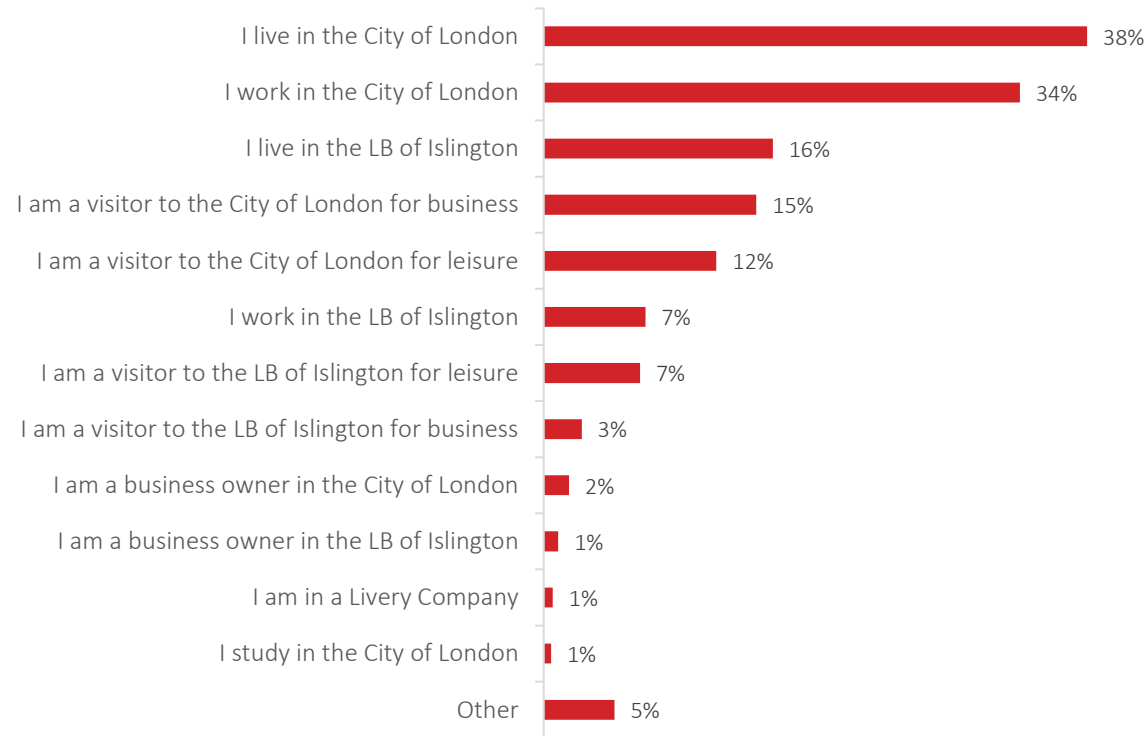 I live in the City of London 38%
I work in the City of London 34%
I live in the LB of Islington 16%
I am a visitor to the City of London for business 15%
I am a visitor to the City of London for leisure 12%
I work in the LB of Islington 7%
I am a visitor to the LB of Islington for leisure 7%
I am a visitor to the LB of Islington for business 3%
I am a business owner in the City of London 2%
I am a business owner in the LB of Islington 1%
I am in a Livery Company 1%
I study in the City of London 1%
Other 5%